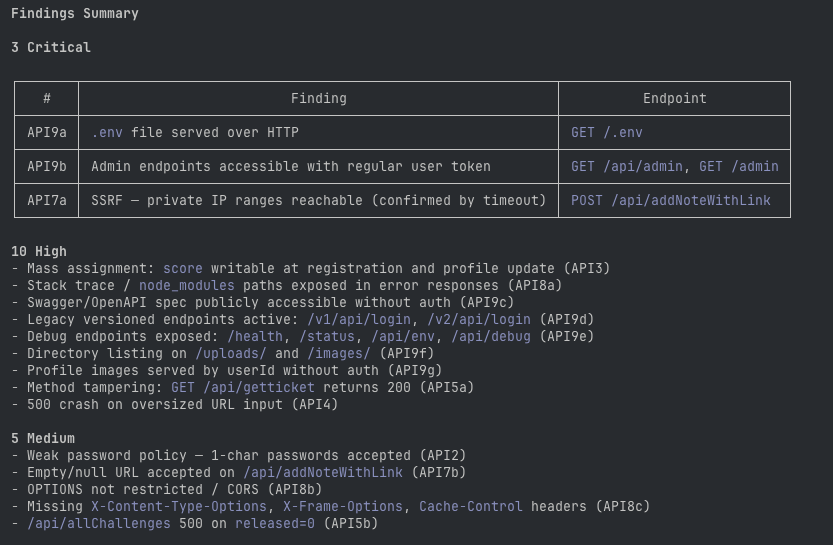 Findings Summary
3 Critical
# Finding Endpoint
API9a .env file served over HTTP GET /.env
API9b Admin endpoints accessible with regular user token GET /api/admin, GET /admin
API7a SSRF — private IP ranges reachable (confirmed by timeout) POST /api/addNoteWithLink
10 High
- Mass assignment: score writable at registration and profile update (API3)
- Stack trace / node_modules paths exposed in error responses (API8a)
- Swagger/OpenAPI spec publicly accessible without auth (API9c)
- Legacy versioned endpoints active: /v1/api/login, /v2/api/login (API9d)
- Debug endpoints exposed: /health, /status, /api/env, /api/debug (API9e)
- Directory listing on /uploads/ and /images/ (API9f)
- Profile images served by userId without auth (API9g)
- Method tampering: GET /api/getticket returns 200 (API5a)
- 500 crash on oversized URL input (API4)
5 Medium
- Weak password policy — 1-char passwords accepted (API2)
- Empty/null URL accepted on /api/addNoteWithLink (API7b)
- OPTIONS not restricted / CORS (API8b)
- Missing X-Content-Type-Options, X-Frame-Options, Cache-Control headers (API8c)
- /api/allChallenges 500 on released=0 (API5b)